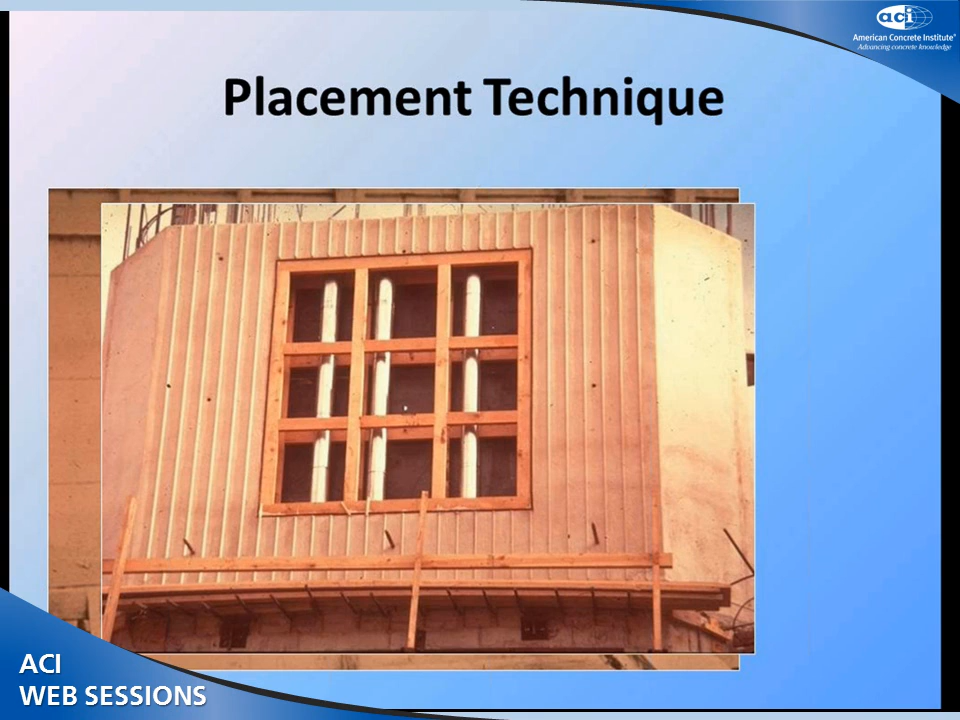 aci
American Concrete Institute®
Advancing concrete knowledge
Placement Technique
ACI
WEB SESSIONS